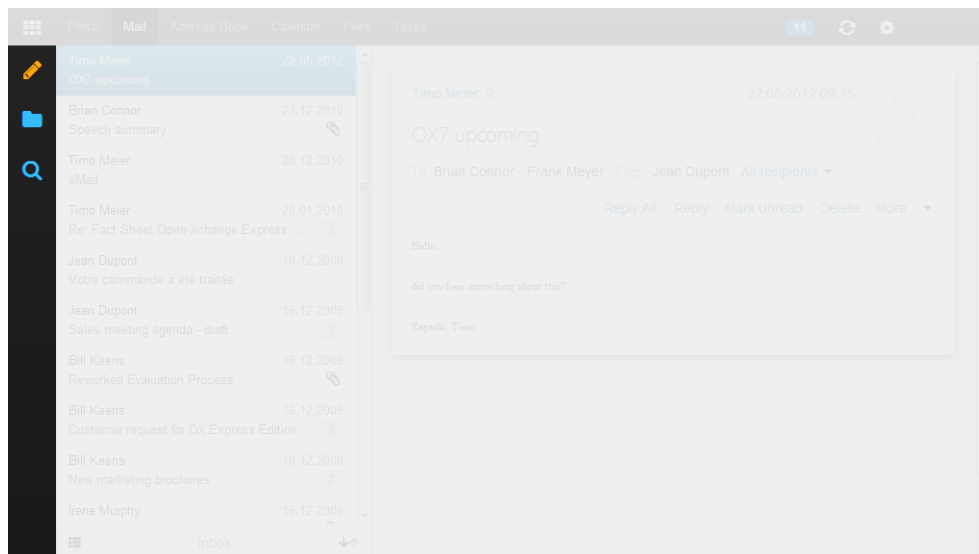 Portal Mail Address Book Calendar Files Tasks 11
Timo Meier 22.05.2012
OX7 upcoming
Brian Connor 23.12.2010
Speech summary
Timo Meier 23.12.2010
eMail
Timo Meier 20.01.2010
Re: Fact Sheet Open-Xchange Express ... 3
Jean Dupont 16.12.2009
Votre commande a été traitée
Jean Dupont 16.12.2009
Sales meeting agenda - draft 3
Bill Keens 16.12.2009
Reworked Evaluation Process
Bill Keens 16.12.2009
Customer request for OX Express Edition 2
Bill Keens 16.12.2009
New marketing brochures 2
Irene Murphy 16.12.2009
Inbox
Timo Meier 22.05.2012 09:15
OX7 upcoming
To: Brian Connor - Frank Meyer Copy: Jean Dupont All recipients
Reply All Reply Mark Unread Delete More ...
Hello,
did you hear something about this?
Regards, Timo